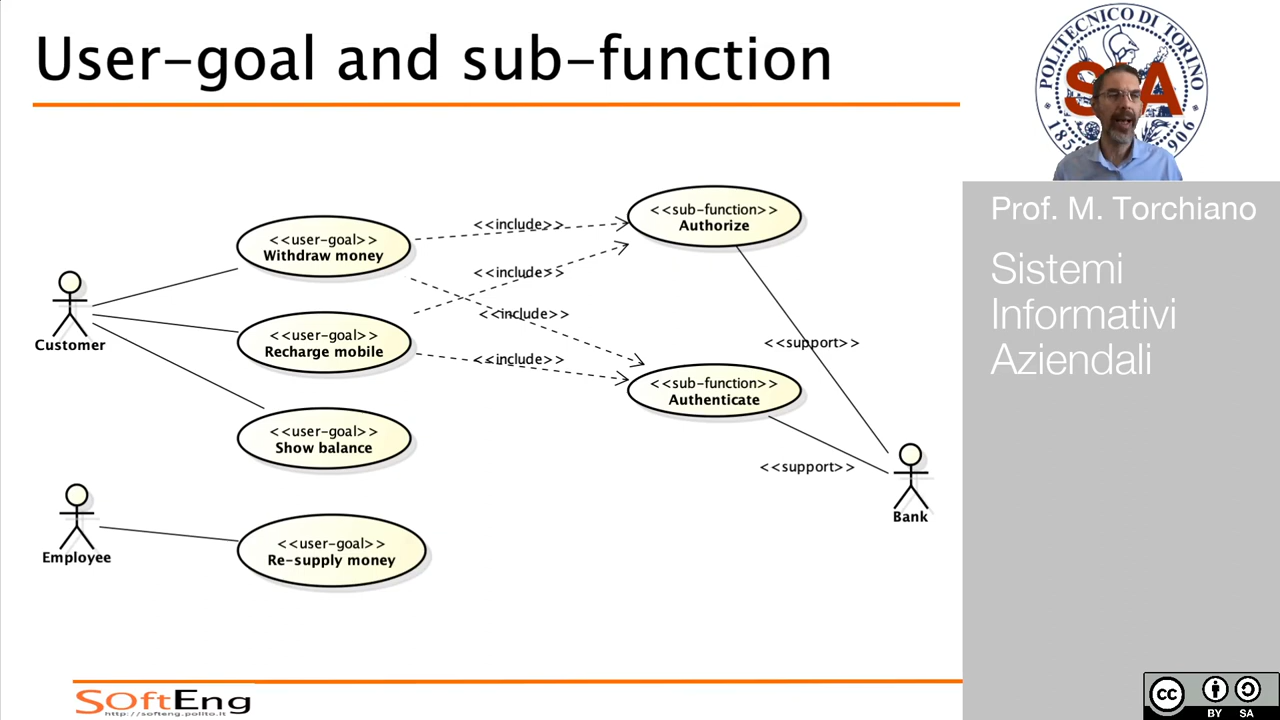 User-goal and sub-function
<<user-goal>>
Withdraw money
<<user-goal>>
Recharge mobile
<<user-goal>>
Show balance
<<user-goal>>
Re-supply money
Customer
Employee
<<include>>
<<include>>
<<include>>
<<include>>
<<sub-function>>
Authorize
<<sub-function>>
Authenticate
<<support>>
<<support>>
Bank
SoftEng
http://softeng.polito.it
POLITECNICO DI TORINO
Prof. M. Torchiano
Sistemi
Informativi
Aziendali
cc
BY SA